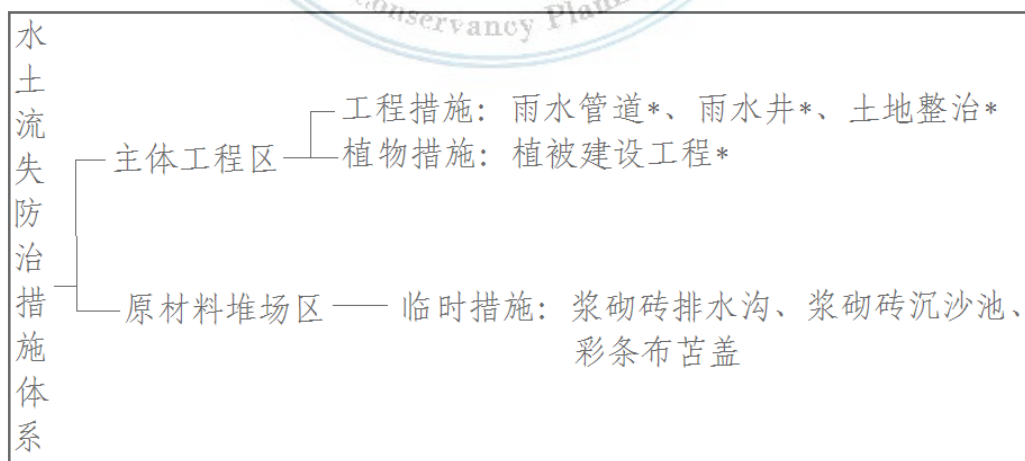 Conservancy
水土流失防治措施体系
主体工程区
工程措施：雨水管道*、雨水井*、土地整治*
植物措施：植被建设工程*
原材料堆场区
临时措施：浆砌砖排水沟、浆砌砖沉沙池、
彩条布苫盖